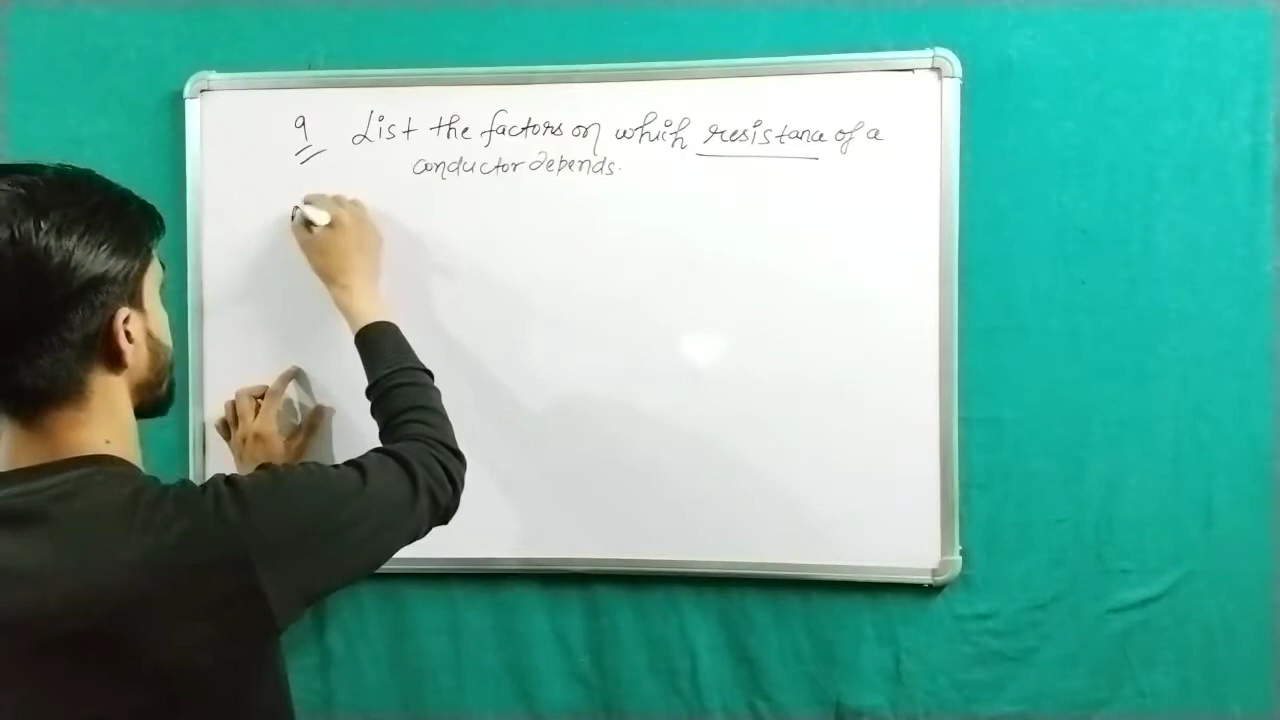 9 List the factors on which resistance of a
conductor depends.